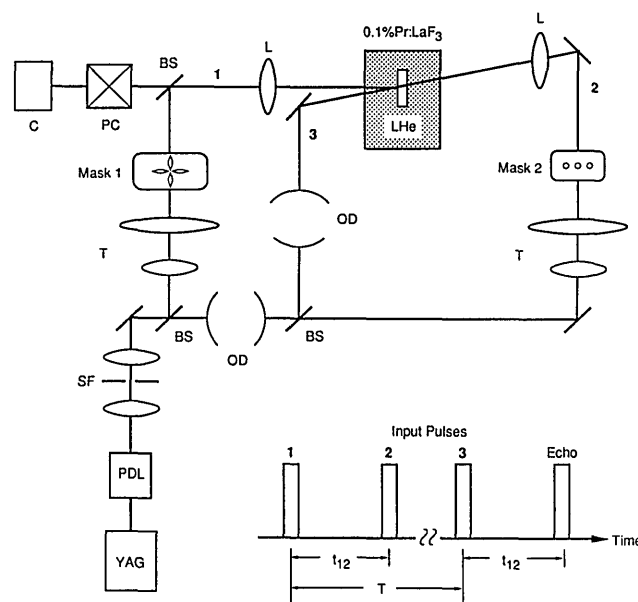 0.1%Pr:LaF3
L
L
BS
1
2
3
LHe
C
PC
Mask 1
Mask 2
OD
T
T
BS
OD
BS
SF
PDL
YAG
Input Pulses
1
2
3
Echo
Time
t12
t12
T